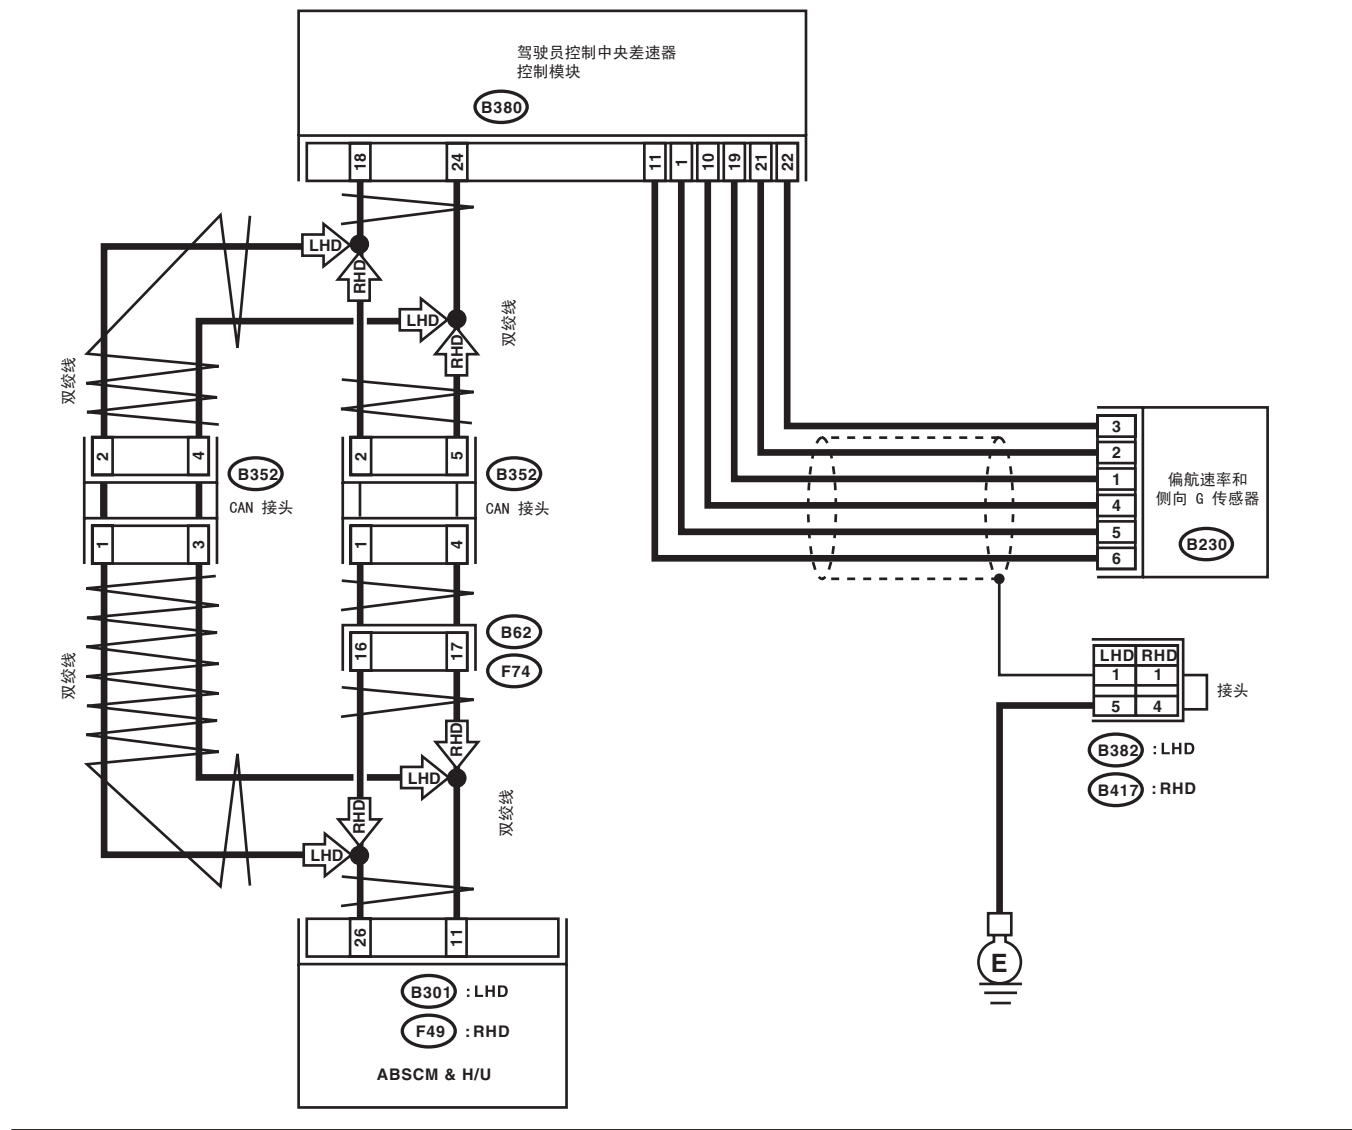 驾驶员控制中央差速器
控制模块
B380
18
24
11
1
10
19
21
22
LHD
RHD
LHD
RHD
双绞线
双绞线
2
4
B352
CAN 接头
1
3
2
5
B352
CAN 接头
1
4
3
2
1
4
5
6
偏航速率和
侧向 G 传感器
B230
16
17
B62
F74
双绞线
LHD RHD
1 1
5 4
接头
B382 : LHD
B417 : RHD
RHD
LHD
RHD
LHD
双绞线
26
11
E
B301 : LHD
F49 : RHD
ABSCM & H/U